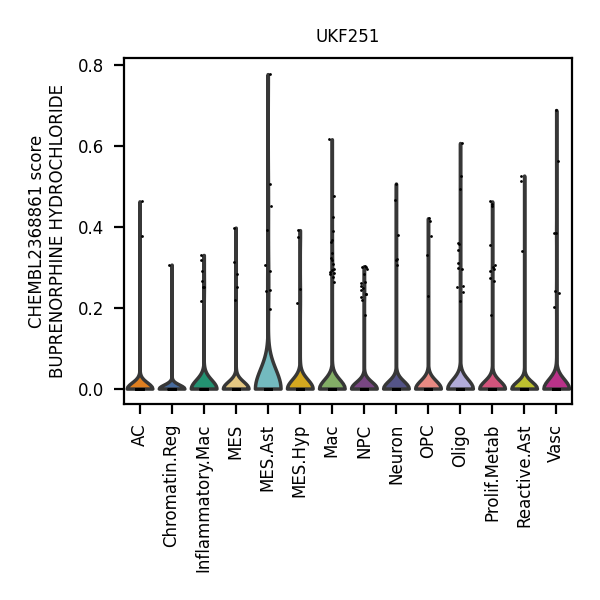 UKF251
CHEMBL2368861 score
BUPRENORPHINE HYDROCHLORIDE
0.8
0.6
0.4
0.2
0.0
AC
Chromatin.Reg
Inflammatory.Mac
MES
MES.Ast
MES.Hyp
Mac
NPC
Neuron
OPC
Oligo
Prolif.Metab
Reactive.Ast
Vasc